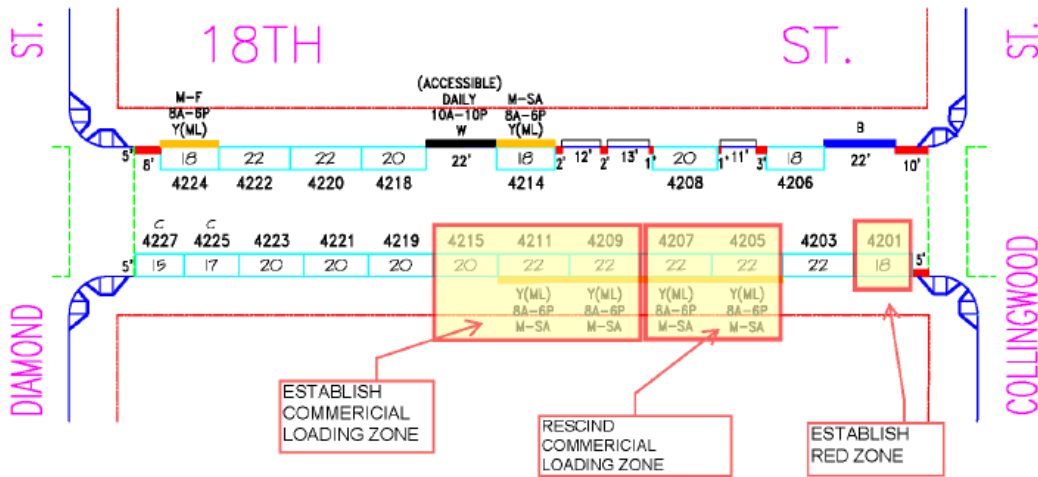 ST.
18TH
ST.
ST.
M-F
8A-6P
Y(ML)
(ACCESSIBLE)
DAILY
10A-10P
W
M-SA
8A-6P
Y(ML)
B
5' 8' 18 22 22 20 22' 18 2' 12' 2' 13' 1' 20 1' 11' 3' 18 22' 10'
4224 4222 4220 4218 4214 4208 4206
C C
4227 4225 4223 4221 4219 4215 4211 4209 4207 4205 4203 4201
5' 15 17 20 20 20 20 22 22 22 22 22 18 5'
Y(ML) Y(ML) Y(ML) Y(ML)
8A-6P 8A-6P 8A-6P 8A-6P
M-SA M-SA M-SA M-SA
DIAMOND
COLLINGWOOD
ESTABLISH
COMMERICIAL
LOADING ZONE
RESCIND
COMMERICIAL
LOADING ZONE
ESTABLISH
RED ZONE